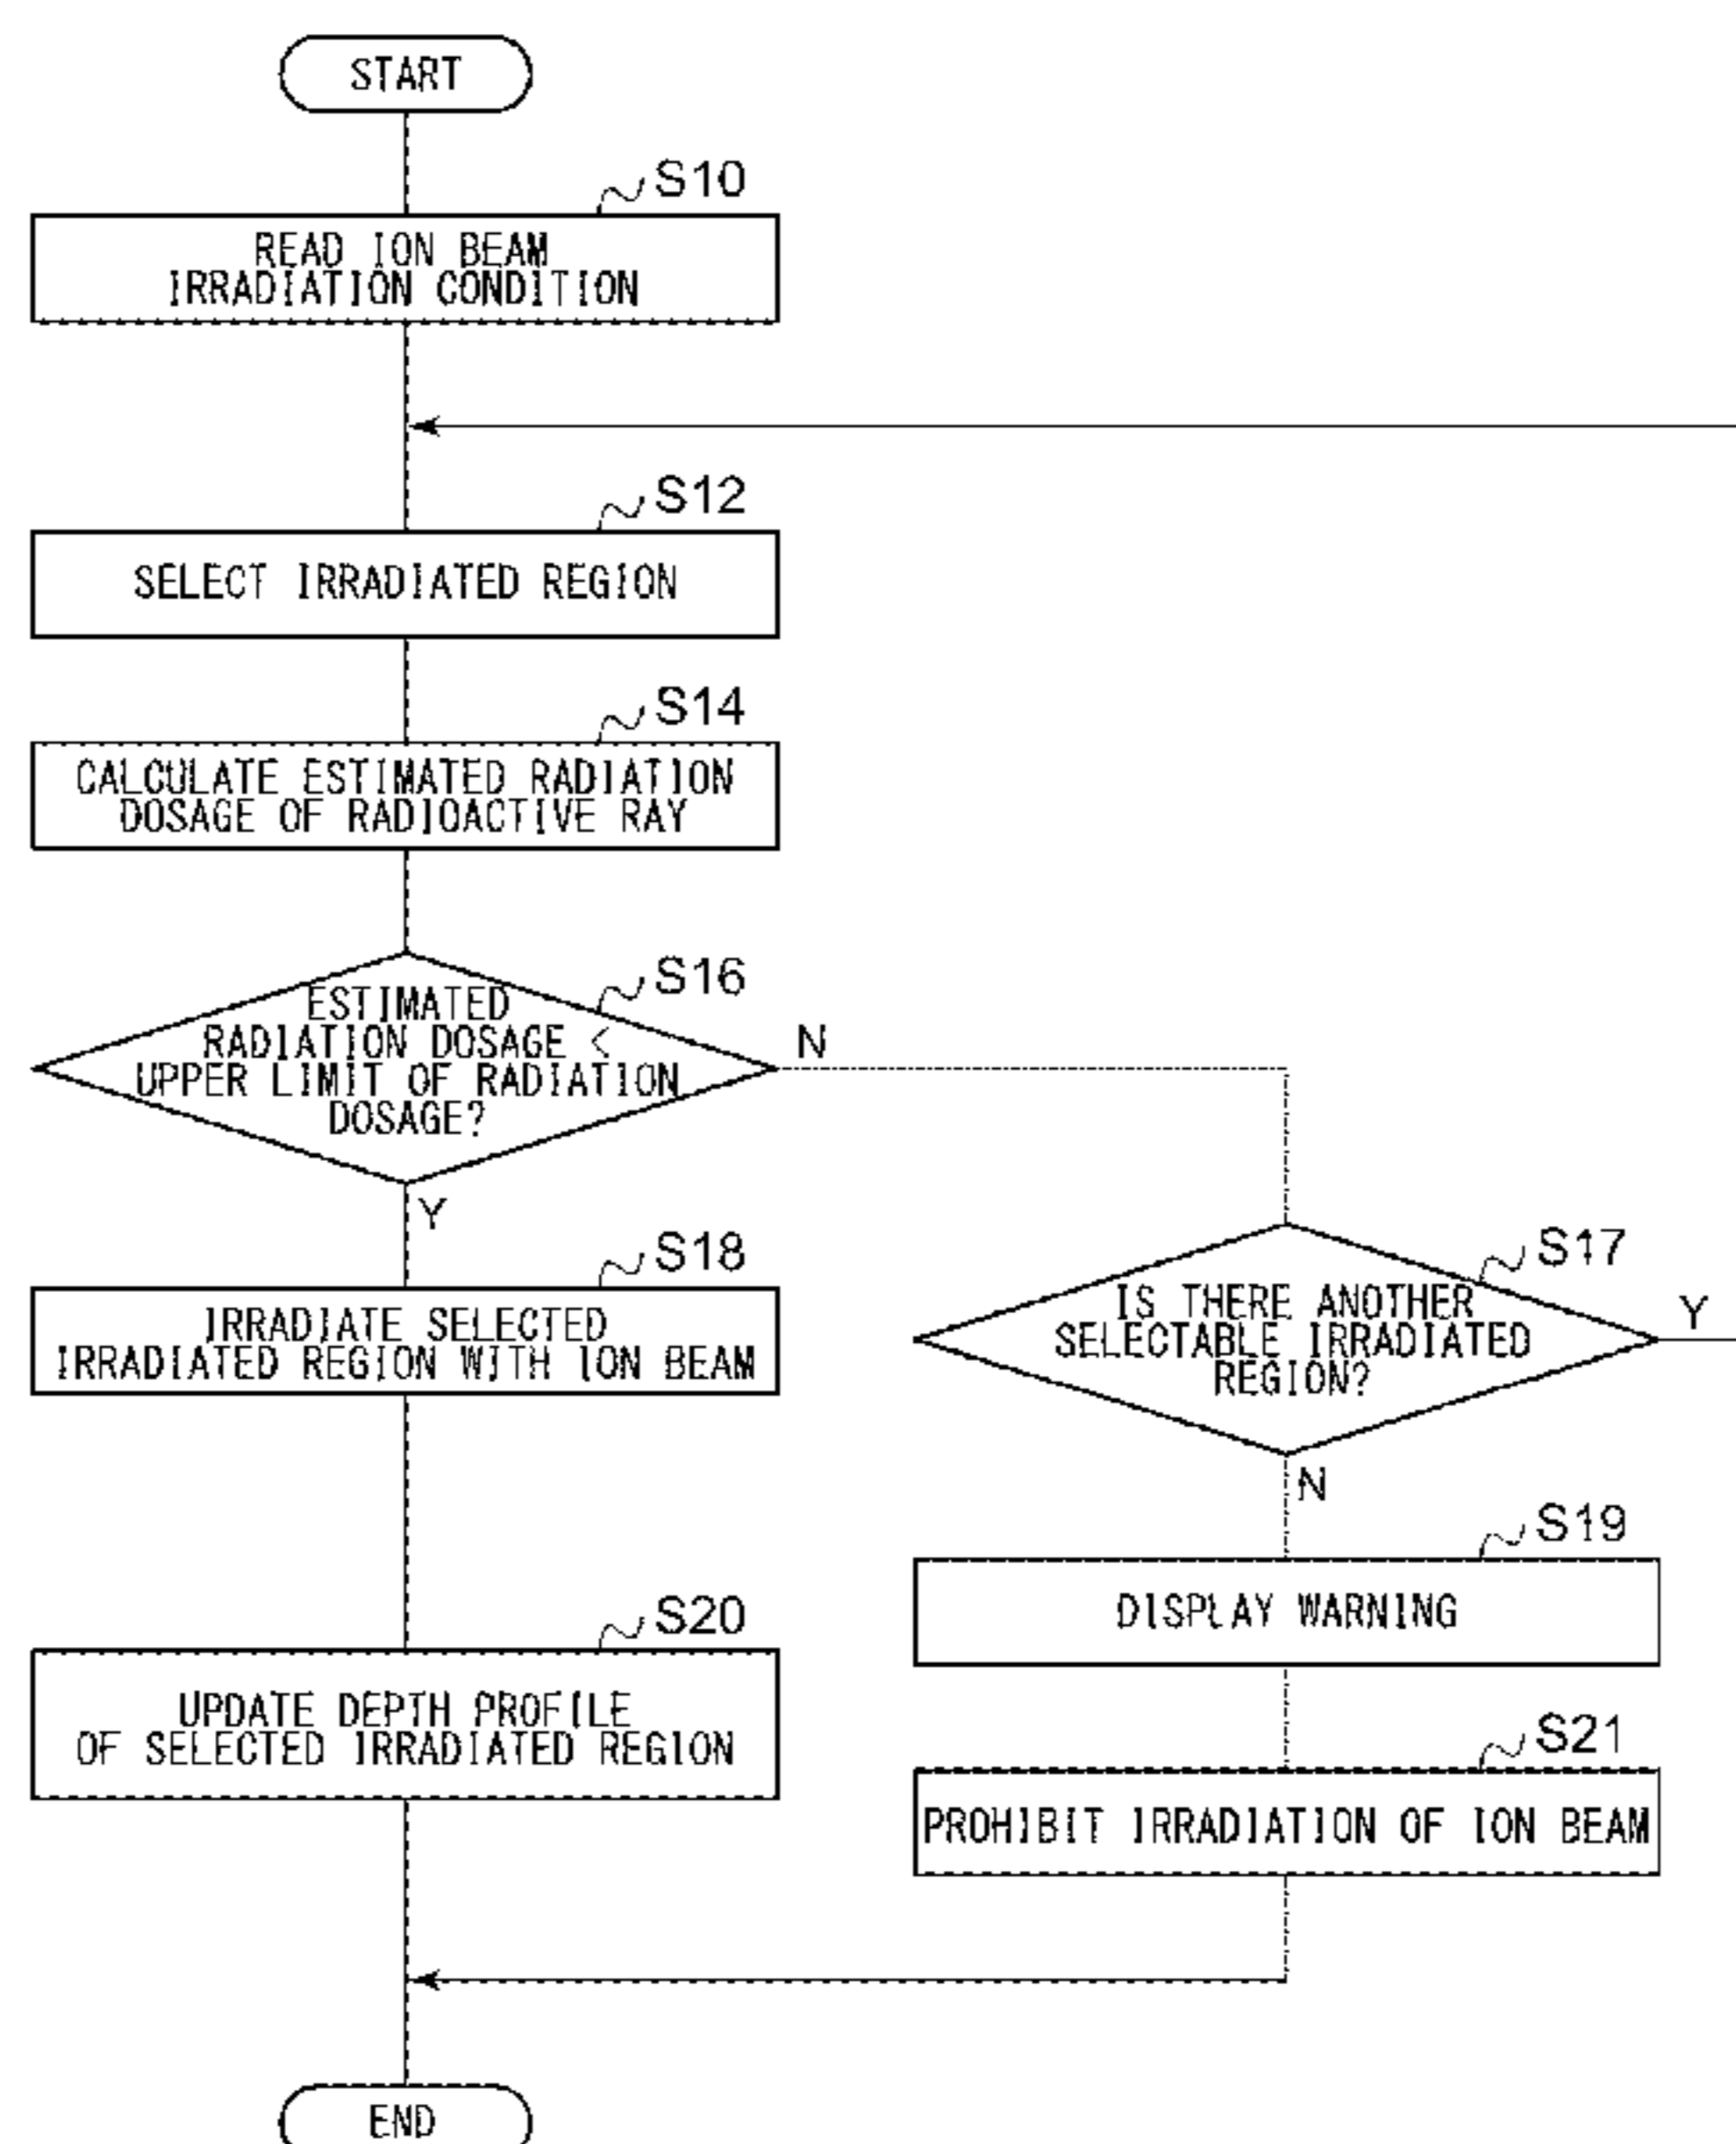 START
S10
READ ION BEAM
IRRADIATION CONDITION
S12
SELECT IRRADIATED REGION
S14
CALCULATE ESTIMATED RADIATION
DOSAGE OF RADIOACTIVE RAY
S16
ESTIMATED
RADIATION DOSAGE <
UPPER LIMIT OF RADIATION
DOSAGE?
N
Y
S17
IS THERE ANOTHER
SELECTABLE IRRADIATED
REGION?
Y
N
S18
IRRADIATE SELECTED
IRRADIATED REGION WITH ION BEAM
S19
DISPLAY WARNING
S20
UPDATE DEPTH PROFILE
OF SELECTED IRRADIATED REGION
S21
PROHIBIT IRRADIATION OF ION BEAM
END